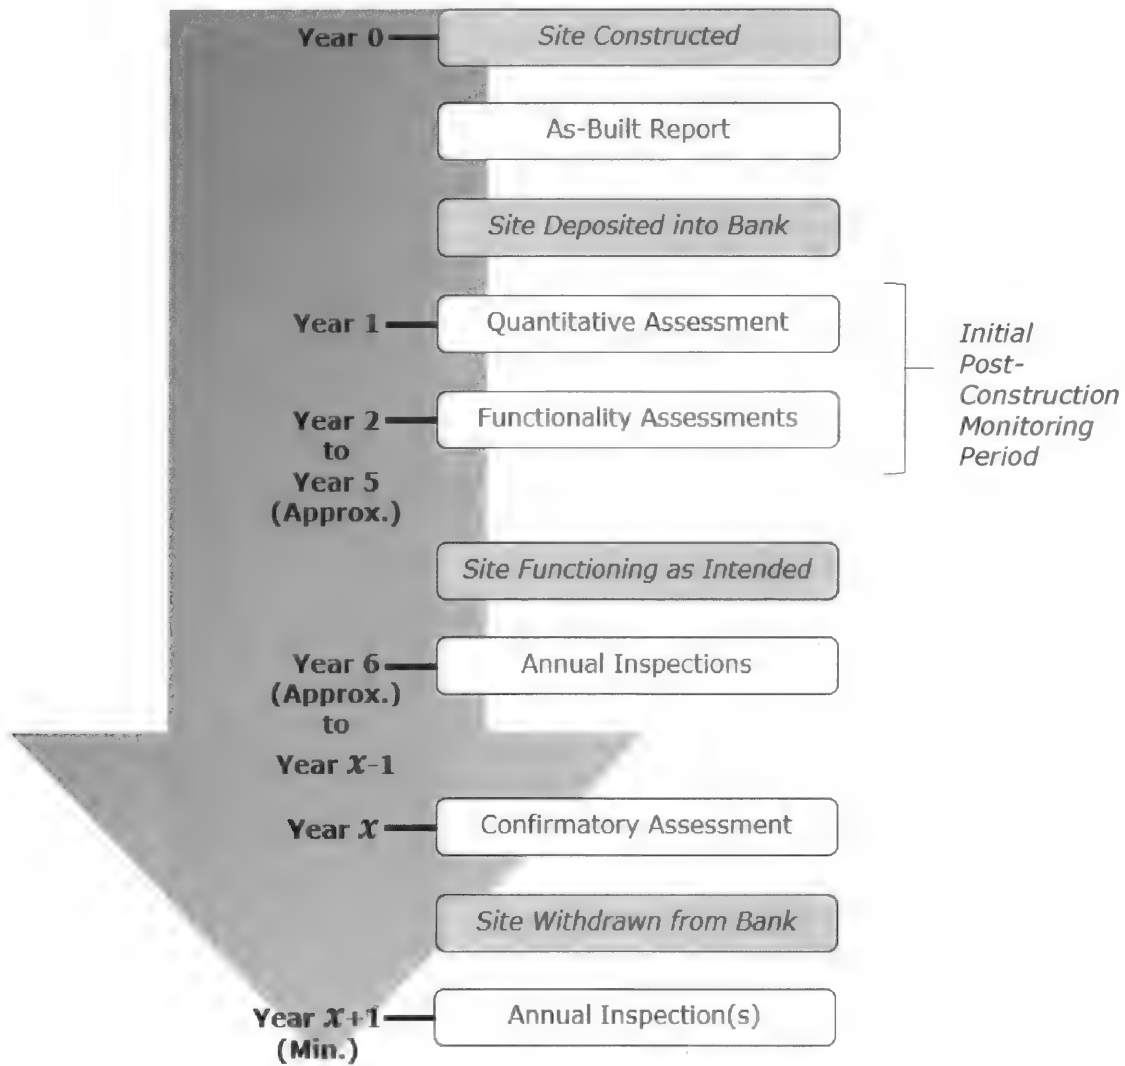 Year 0
Site Constructed
As-Built Report
Site Deposited into Bank
Year 1
Quantitative Assessment
Initial
Post-
Construction
Monitoring
Period
Year 2
to
Year 5
(Approx.)
Functionality Assessments
Site Functioning as Intended
Year 6
(Approx.)
to
Year x-1
Annual Inspections
Year x
Confirmatory Assessment
Site Withdrawn from Bank
Year x+1
(Min.)
Annual Inspection(s)